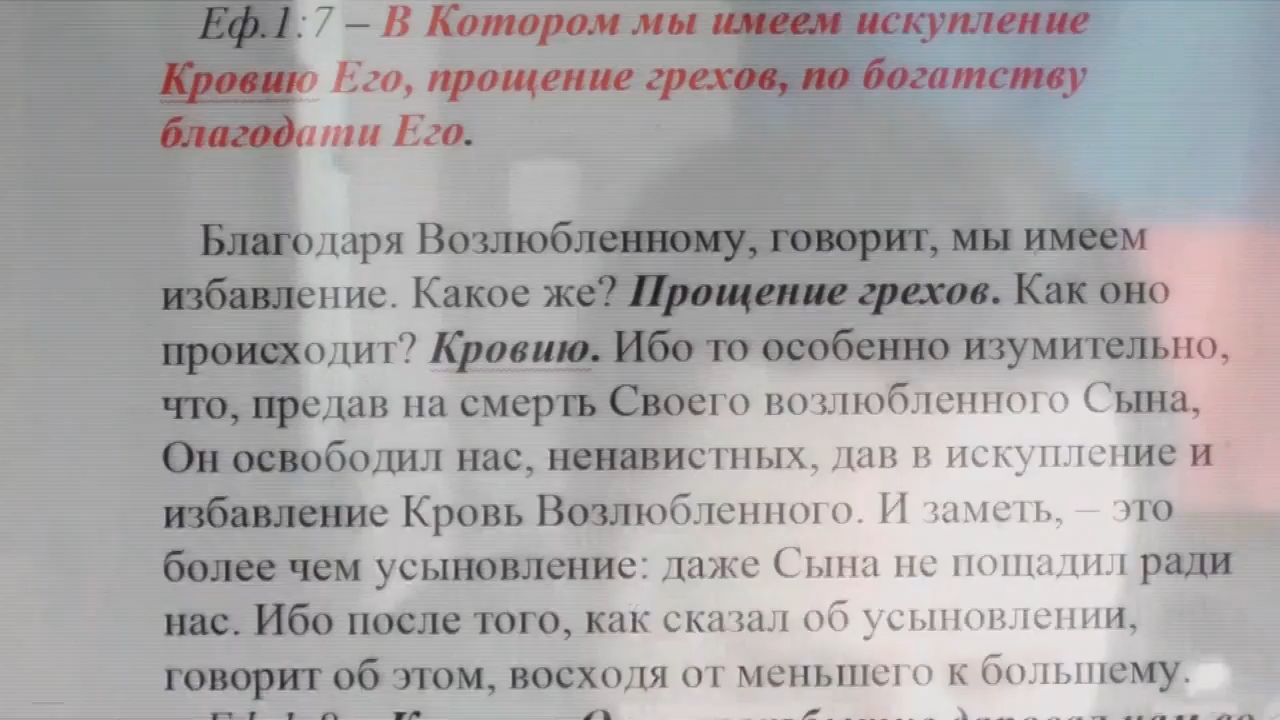 Еф.1:7 – В Котором мы имеем искупление
Кровию Его, прощение грехов, по богатству
благодати Его.
Благодаря Возлюбленному, говорит, мы имеем
избавление. Какое же? Прощение грехов. Как оно
происходит? Кровию. Ибо то особенно изумительно,
что, предав на смерть Своего возлюбленного Сына,
Он освободил нас, ненавистных, дав в искупление и
избавление Кровь Возлюбленного. И заметь, – это
более чем усыновление: даже Сына не пощадил ради
нас. Ибо после того, как сказал об усыновлении,
говорит об этом, восходя от меньшего к большему.